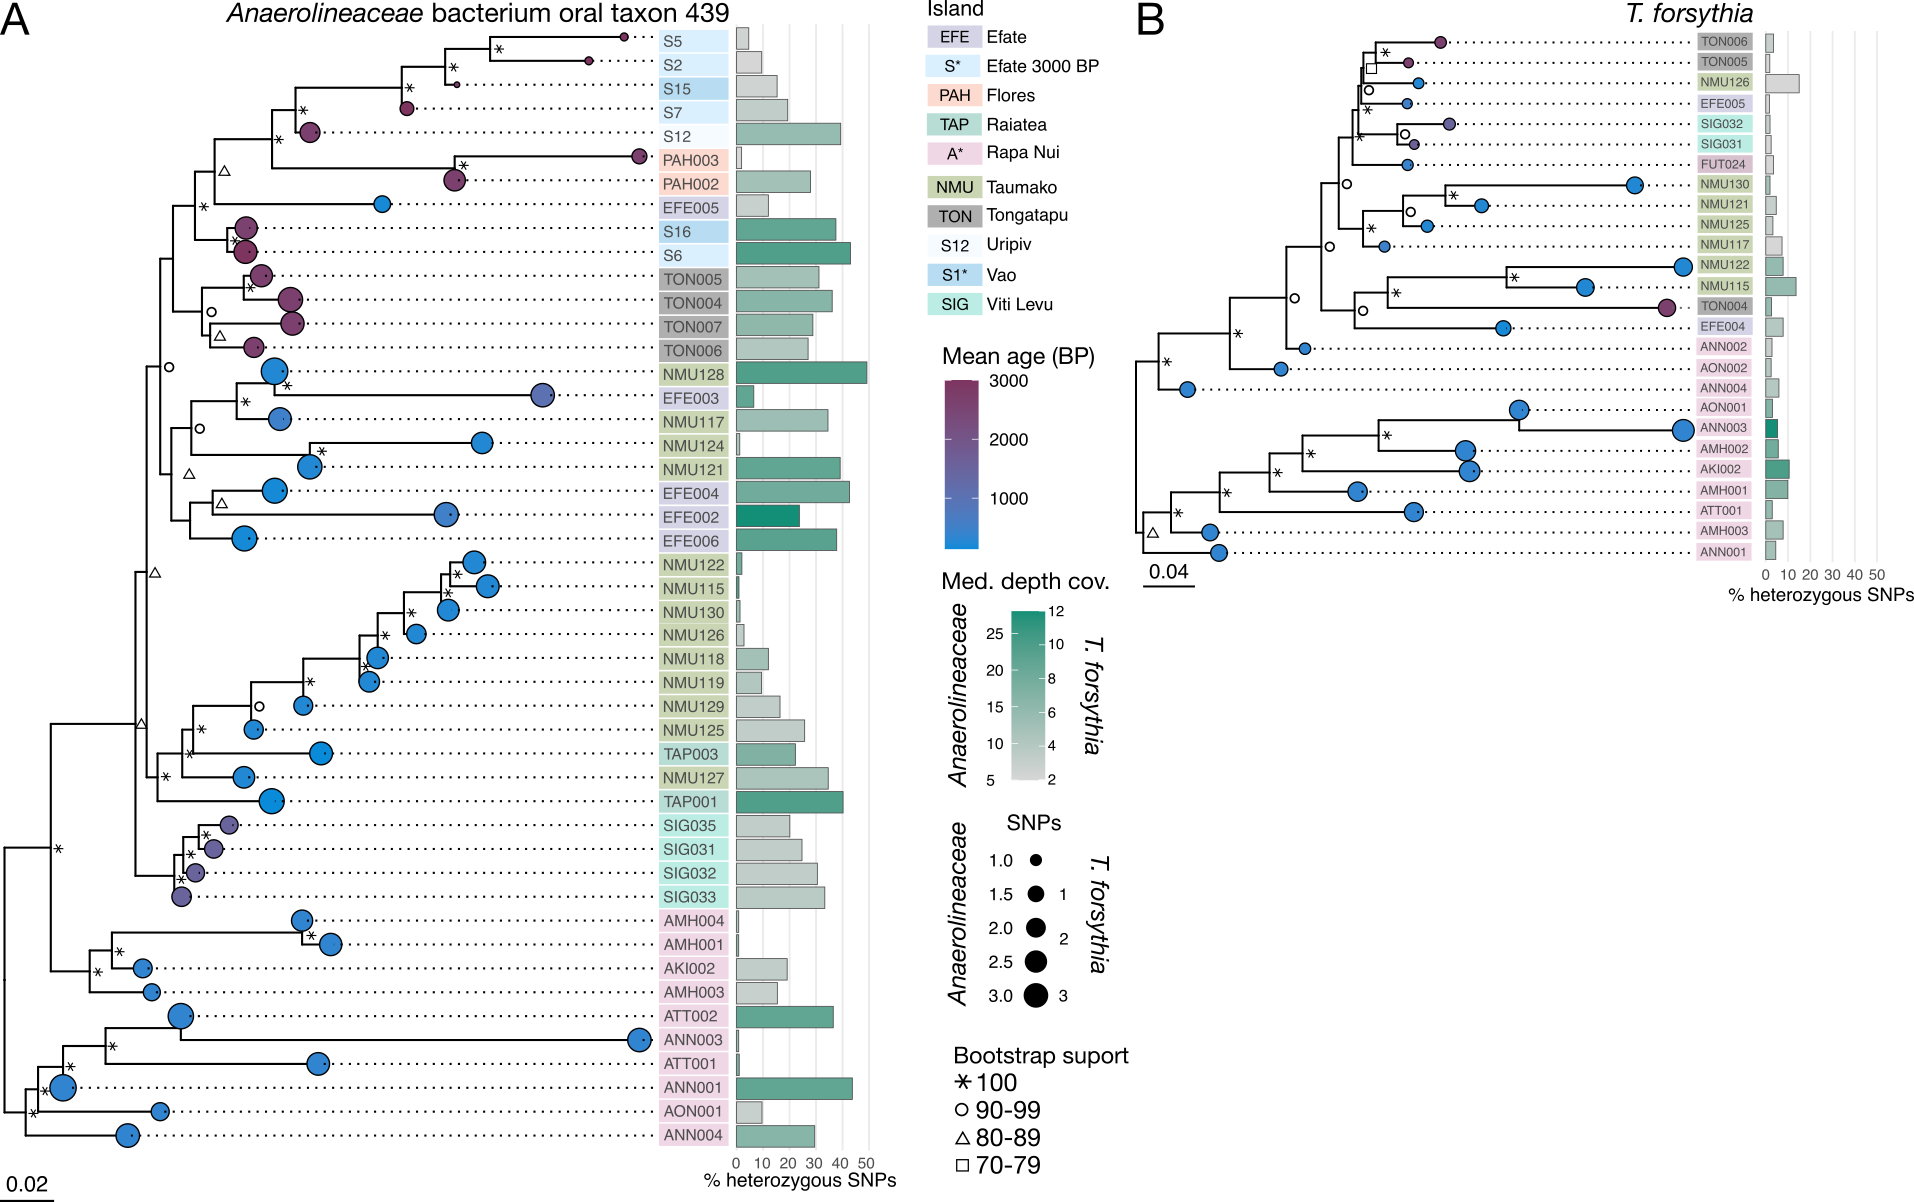 A
Anaerolineaceae bacterium oral taxon 439
S5
S2
S15
S7
S12
PAH003
PAH002
EFE005
S16
S6
TON005
TON004
TON007
TON006
NMU128
EFE003
NMU117
NMU124
NMU121
EFE004
EFE002
EFE006
NMU122
NMU115
NMU130
NMU126
NMU118
NMU119
NMU129
NMU125
TAP003
NMU127
TAP001
SIG035
SIG031
SIG032
SIG033
AMH004
AMH001
AKI002
AMH003
ATT002
ANN003
ATT001
ANN001
AON001
ANN004
0 10 20 30 40 50
% heterozygous SNPs
0.02
Island
EFE Efate
S* Efate 3000 BP
PAH Flores
TAP Raiatea
A* Rapa Nui
NMU Taumako
TON Tongatapu
S12 Uripiv
S1* Vao
SIG Viti Levu
Mean age (BP)
3000
2000
1000
Med. depth cov.
Anaerolineaceae
25
20
15
10
5
12
10
8
6
4
2
T. forsythia
SNPs
Anaerolineaceae
1.0
1.5 1
2.0
2
2.5
3.0 3
T. forsythia
Bootstrap suport
* 100
90-99
80-89
70-79
B
T. forsythia
TON006
TON005
NMU126
EFE005
SIG032
SIG031
FUT024
NMU130
NMU121
NMU125
NMU117
NMU122
NMU115
TON004
EFE004
ANN002
AON002
ANN004
AON001
ANN003
AMH002
AKI002
AMH001
ATT001
AMH003
ANN001
0 10 20 30 40 50
% heterozygous SNPs
0.04